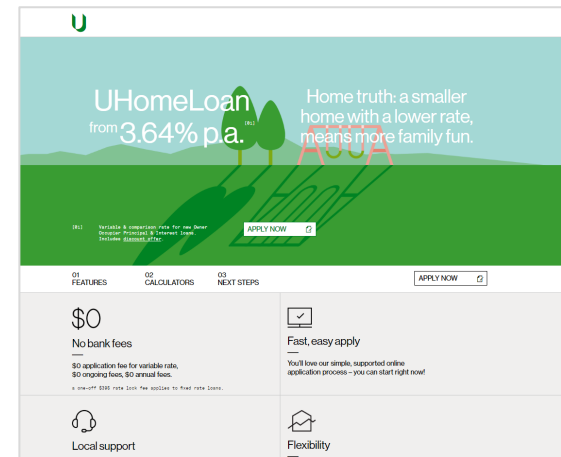 U
UHomeLoan
from 3.64% p.a. [01]
Home truth: a smaller
home with a lower rate,
means more family fun.
[01] Variable & comparison rate for new Owner
Occupier Principal & Interest loans.
Includes discount offer.
APPLY NOW
01
FEATURES
02
CALCULATORS
03
NEXT STEPS
APPLY NOW
$0
No bank fees
$0 application fee for variable rate,
$0 ongoing fees, $0 annual fees.
a one-off $395 rate lock fee applies to fixed rate loans.
Fast, easy apply
You'll love our simple, supported online
application process – you can start right now!
Local support
Flexibility